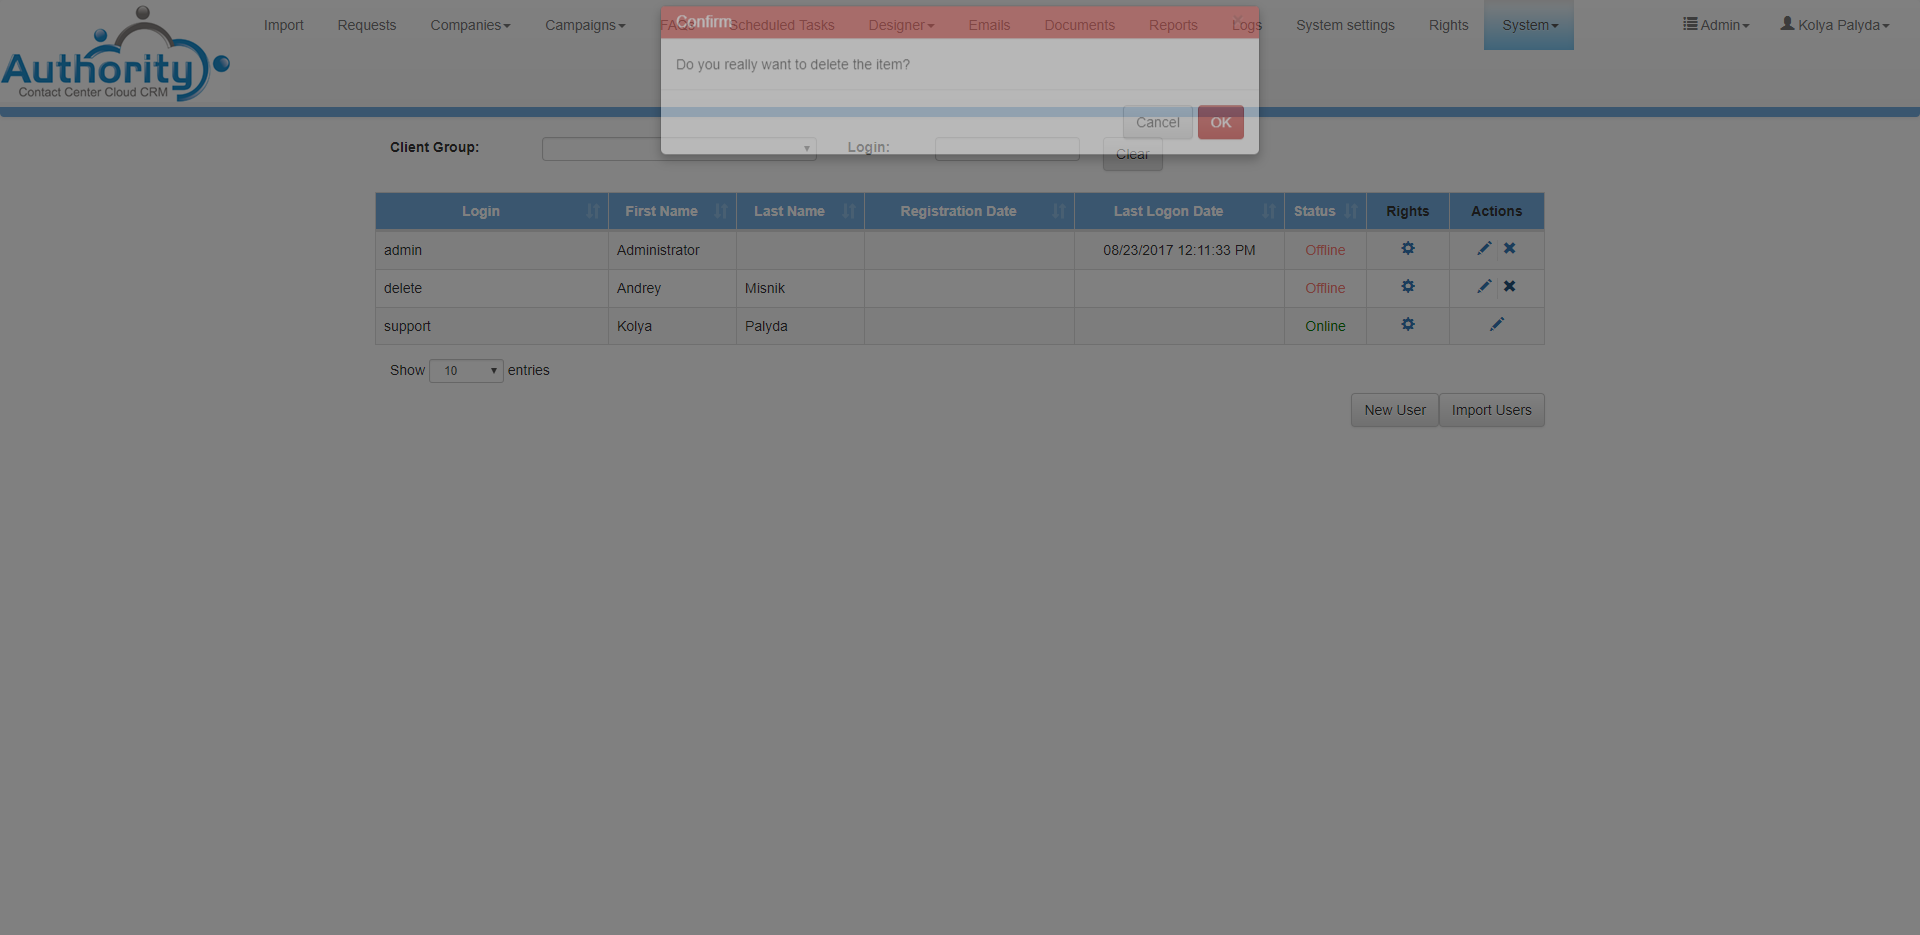 Import Requests Companies Campaigns FAQs Scheduled Tasks Designer Emails Documents Reports Logs System settings Rights System Admin Kolya Palyda
Confirm
Authority
Contact Center Cloud CRM
Do you really want to delete the item?
Cancel OK
Client Group: Login: Clear
Login First Name Last Name Registration Date Last Logon Date Status Rights Actions
admin Administrator 08/23/2017 12:11:33 PM Offline
delete Andrey Misnik Offline
support Kolya Palyda Online
Show 10 entries
New User Import Users